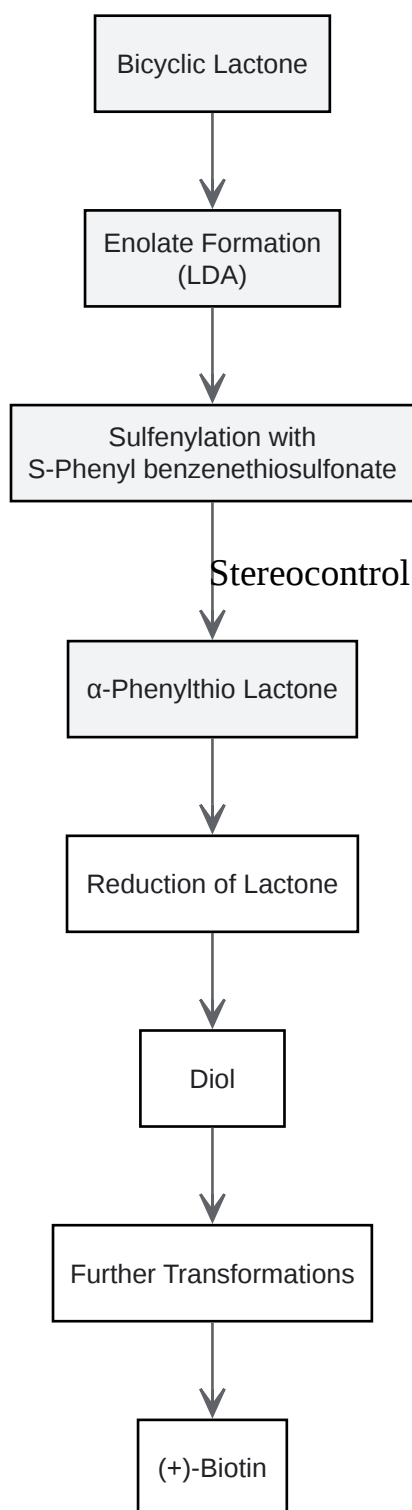 Bicyclic Lactone
Enolate Formation
(LDA)
Sulfenylation with
S-Phenyl benzenethiosulfonate
Stereocontrol
α-Phenylthio Lactone
Reduction of Lactone
Diol
Further Transformations
(+)-Biotin